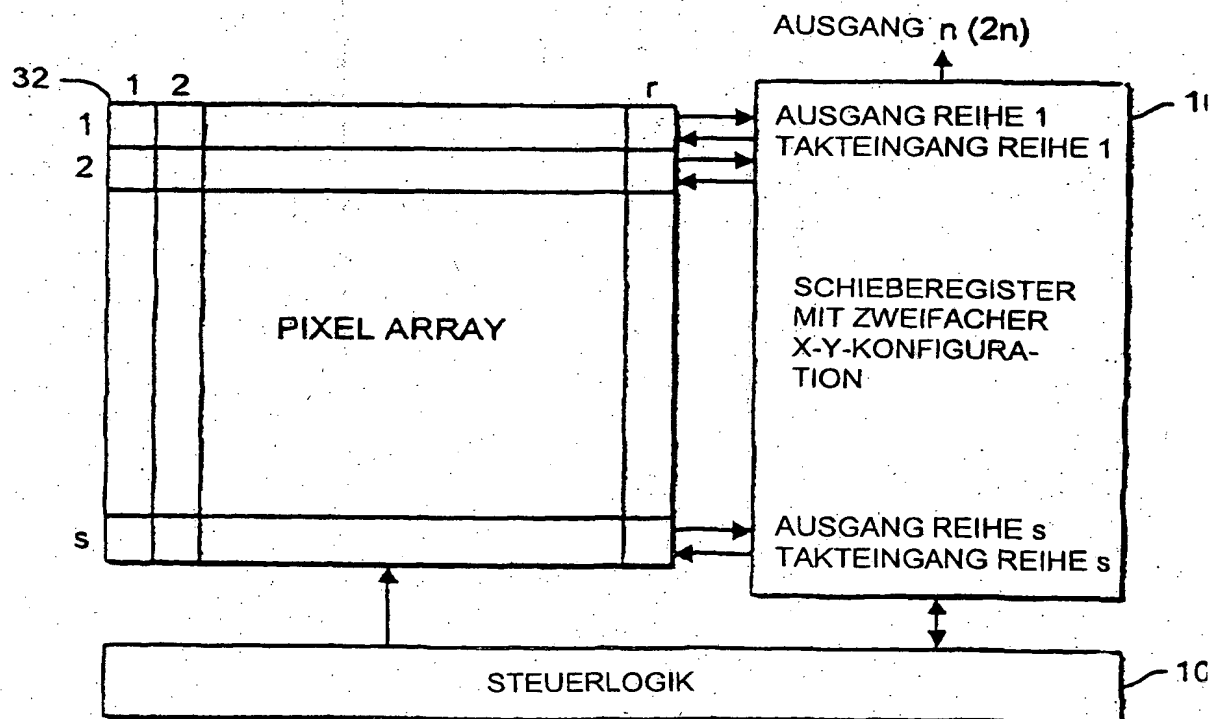 AUSGANG n (2n)
32
1 2 r
1
2
s
PIXEL ARRAY
AUSGANG REIHE 1
TAKTEINGANG REIHE 1
SCHIEBEREGISTER
MIT ZWEIFACHER
X-Y-KONFIGURA-
TION
AUSGANG REIHE s
TAKTEINGANG REIHE s
STEUERLOGIK